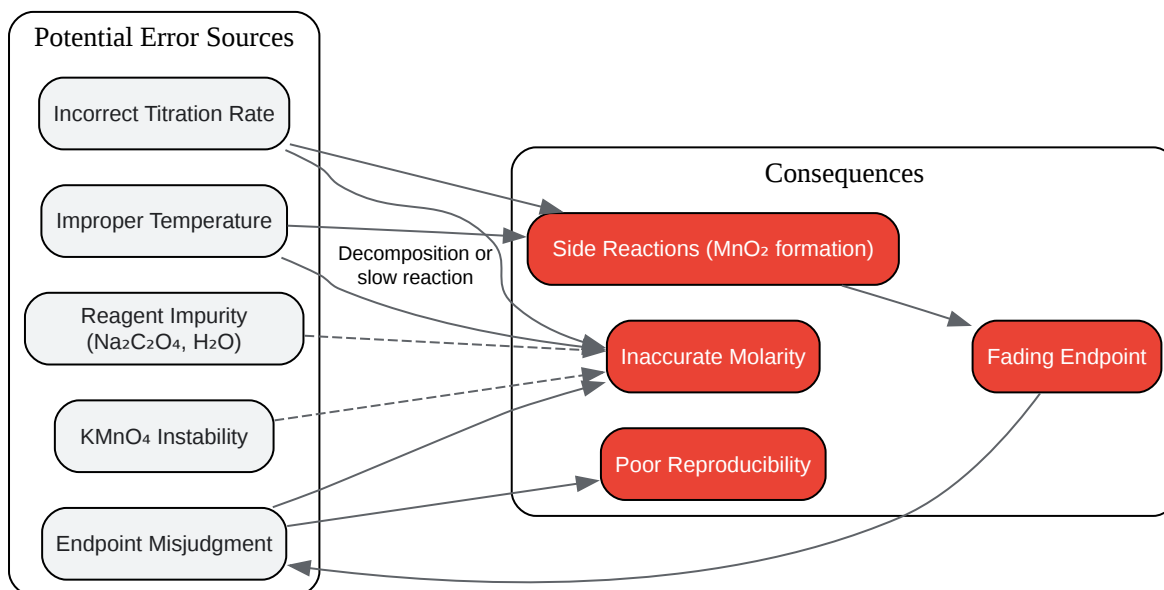 Potential Error Sources
Incorrect Titration Rate
Improper Temperature
Reagent Impurity
(Na₂C₂O₄, H₂O)
KMnO₄ Instability
Endpoint Misjudgment
Decomposition or
slow reaction
Consequences
Side Reactions (MnO₂ formation)
Inaccurate Molarity
Fading Endpoint
Poor Reproducibility